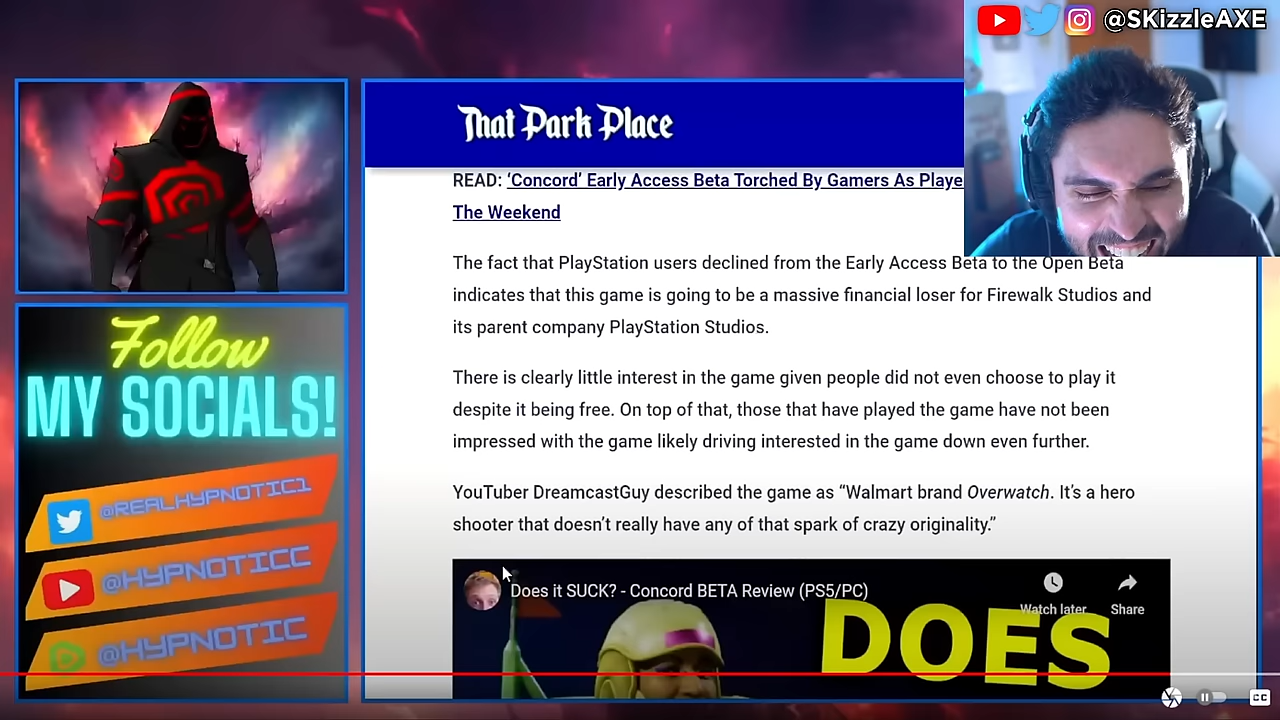 @SKizzleAXE
That Park Place
READ: ‘Concord’ Early Access Beta Torched By Gamers As Playe
The Weekend
The fact that PlayStation users declined from the Early Access Beta to the Open Beta
indicates that this game is going to be a massive financial loser for Firewalk Studios and
its parent company PlayStation Studios.
There is clearly little interest in the game given people did not even choose to play it
despite it being free. On top of that, those that have played the game have not been
impressed with the game likely driving interested in the game down even further.
YouTuber DreamcastGuy described the game as “Walmart brand Overwatch. It’s a hero
shooter that doesn’t really have any of that spark of crazy originality.”
Does it SUCK? - Concord BETA Review (PS5/PC)
Watch later
Share
DOES
Follow
MY SOCIALS!
@REALHYPNOTIC1
@HYPNOTICC
@HYPNOTIC
CC